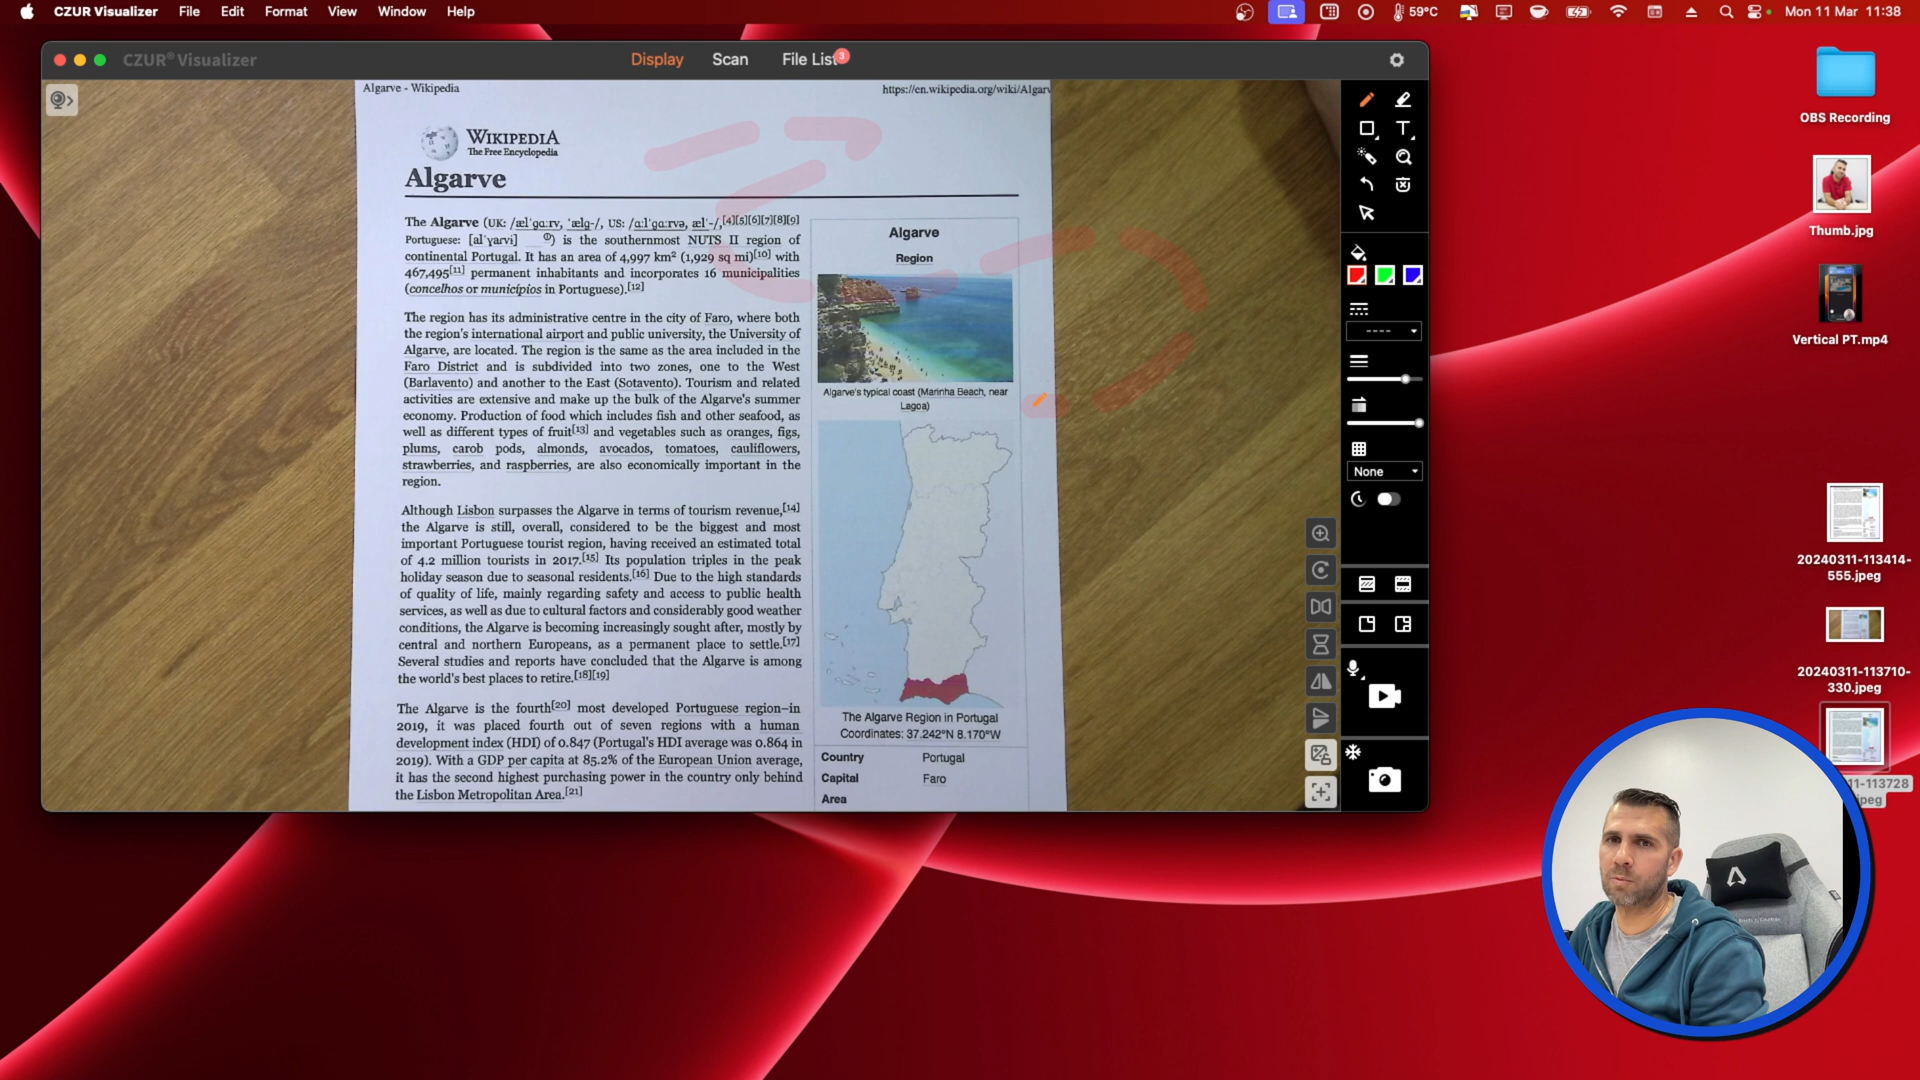 CZUR Visualizer File Edit Format View Window Help
59°C
Mon 11 Mar 11:38
CZUR® Visualizer
Display Scan File List 3
Algarve - Wikipedia
https://en.wikipedia.org/wiki/Algarv
WIKIPEDIA
The Free Encyclopedia
Algarve
The Algarve (UK: /ælˈɡɑːrv, ˈælɡ-/, US: /ɑːlˈɡɑːrvə, ælˈ-/,[4][5][6][7][8][9]
Portuguese: [alˈɣarvɨ] ) is the southernmost NUTS II region of
continental Portugal. It has an area of 4,997 km² (1,929 sq mi)[10] with
467,495[11] permanent inhabitants and incorporates 16 municipalities
(concelhos or municípios in Portuguese).[12]
The region has its administrative centre in the city of Faro, where both
the region's international airport and public university, the University of
Algarve, are located. The region is the same as the area included in the
Faro District and is subdivided into two zones, one to the West
(Barlavento) and another to the East (Sotavento). Tourism and related
activities are extensive and make up the bulk of the Algarve's summer
economy. Production of food which includes fish and other seafood, as
well as different types of fruit[13] and vegetables such as oranges, figs,
plums, carob pods, almonds, avocados, tomatoes, cauliflowers,
strawberries, and raspberries, are also economically important in the
region.
Although Lisbon surpasses the Algarve in terms of tourism revenue,[14]
the Algarve is still, overall, considered to be the biggest and most
important Portuguese tourist region, having received an estimated total
of 4.2 million tourists in 2017.[15] Its population triples in the peak
holiday season due to seasonal residents.[16] Due to the high standards
of quality of life, mainly regarding safety and access to public health
services, as well as due to cultural factors and considerably good weather
conditions, the Algarve is becoming increasingly sought after, mostly by
central and northern Europeans, as a permanent place to settle.[17]
Several studies and reports have concluded that the Algarve is among
the world's best places to retire.[18][19]
The Algarve is the fourth[20] most developed Portuguese region–in
2019, it was placed fourth out of seven regions with a human
development index (HDI) of 0.847 (Portugal's HDI average was 0.864 in
2019). With a GDP per capita at 85.2% of the European Union average,
it has the second highest purchasing power in the country only behind
the Lisbon Metropolitan Area.[21]
Algarve
Region
Algarve's typical coast (Marinha Beach, near
Lagoa)
The Algarve Region in Portugal
Coordinates: 37.242°N 8.170°W
Country Portugal
Capital Faro
Area
T
None
OBS Recording
Thumb.jpg
Vertical PT.mp4
20240311-113414-
555.jpeg
20240311-113710-
330.jpeg
11-113728
jpeg